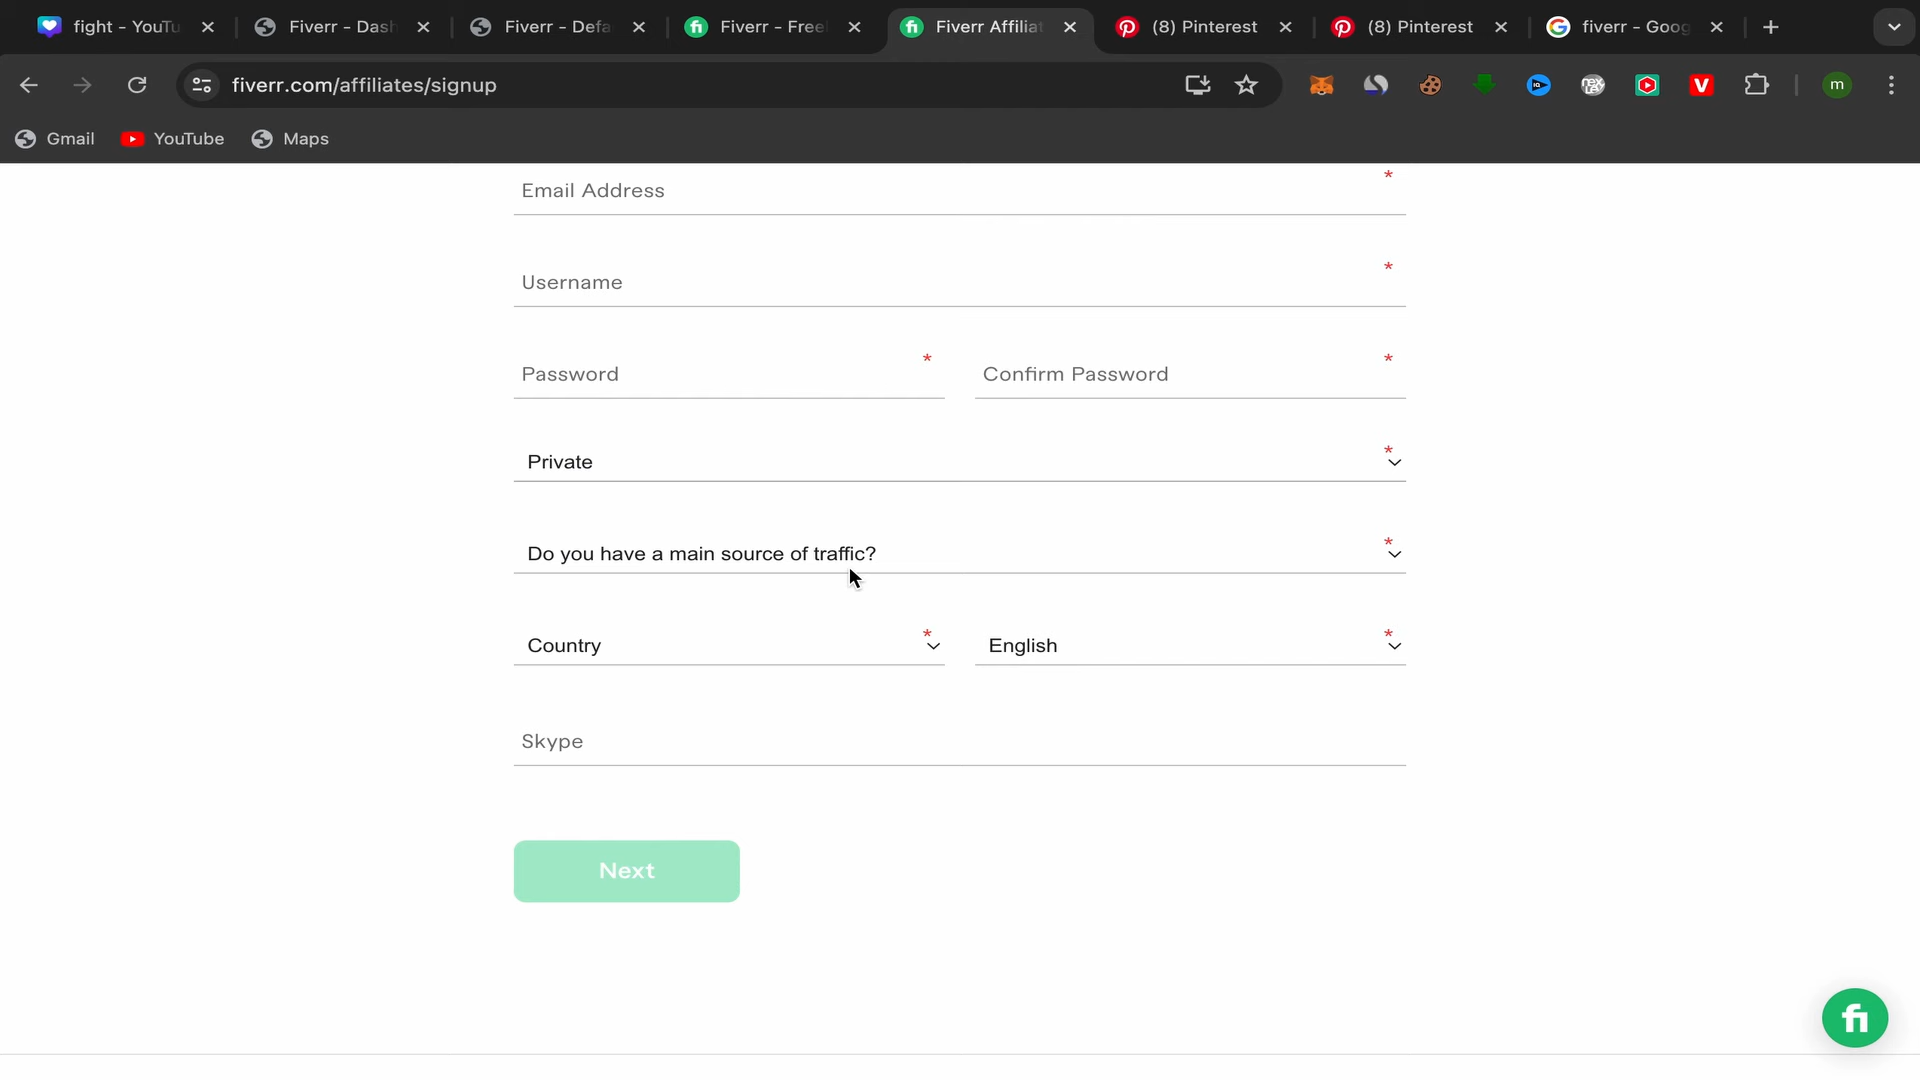 fight - YouTu
Fiverr - Dash
Fiverr - Defa
Fiverr - Free
Fiverr Affiliat
(8) Pinterest
(8) Pinterest
fiverr - Goog
fiverr.com/affiliates/signup
m
Gmail
YouTube
Maps
Email Address *
Username *
Password *
Confirm Password *
Private *
Do you have a main source of traffic? *
Country *
English *
Skype
Next
fi